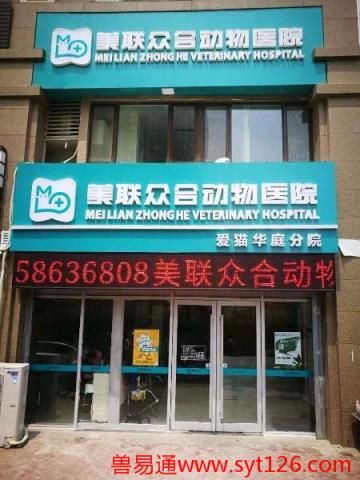 美联众合动物医院
MEI LIAN ZHONG HE VETERINARY HOSPITAL
美联众合动物医院
MEI LIAN ZHONG HE VETERINARY HOSPITAL
爱猫华庭分院
58636808美联众合动物
兽易通www.syt126.com